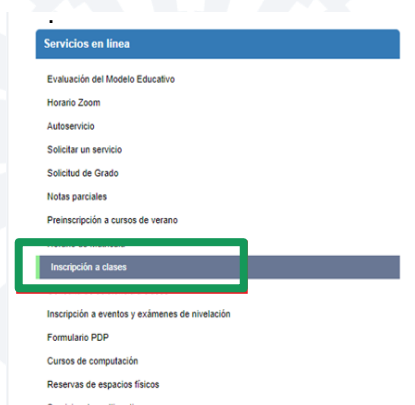 Servicios en línea
Evaluación del Modelo Educativo
Horario Zoom
Autoservicio
Solicitar un servicio
Solicitud de Grado
Notas parciales
Preinscripción a cursos de verano
Inscripción a clases
Inscripción a eventos y exámenes de nivelación
Formulario PDP
Cursos de computación
Reservas de espacios físicos